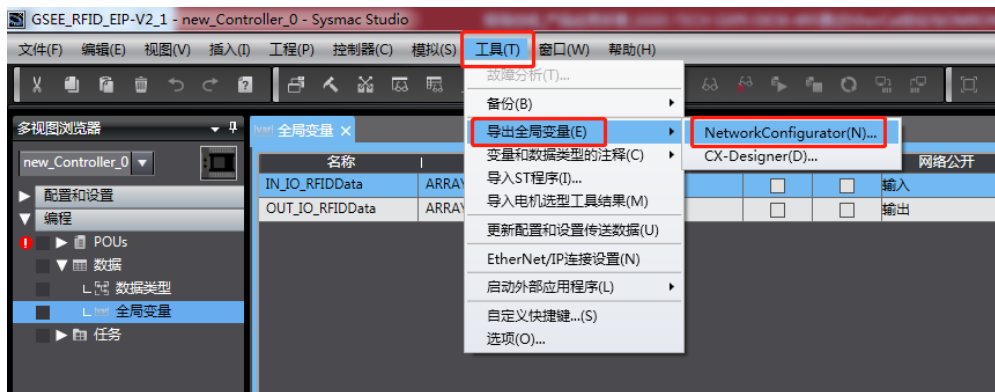 GSEE_RFID_EIP-V2_1 - new_Controller_0 - Sysmac Studio
文件(F) 编辑(E) 视图(V) 插入(I) 工程(P) 控制器(C) 模拟(S) 工具(T) 窗口(W) 帮助(H)
故障分析(T)...
备份(B)
导出全局变量(E)
变量和数据类型的注释(C)
导入ST程序(I)...
导入电机选型工具结果(M)
更新配置和设置传送数据(U)
EtherNet/IP连接设置(N)
启动外部应用程序(L)
自定义快捷键...(S)
选项(O)...
NetworkConfigurator(N)...
CX-Designer(D)...
多视图浏览器
new_Controller_0
配置和设置
编程
POUs
数据
数据类型
全局变量
任务
全局变量
名称 网络公开
IN_IO_RFIDData ARRAY 输入
OUT_IO_RFIDData ARRAY 输出